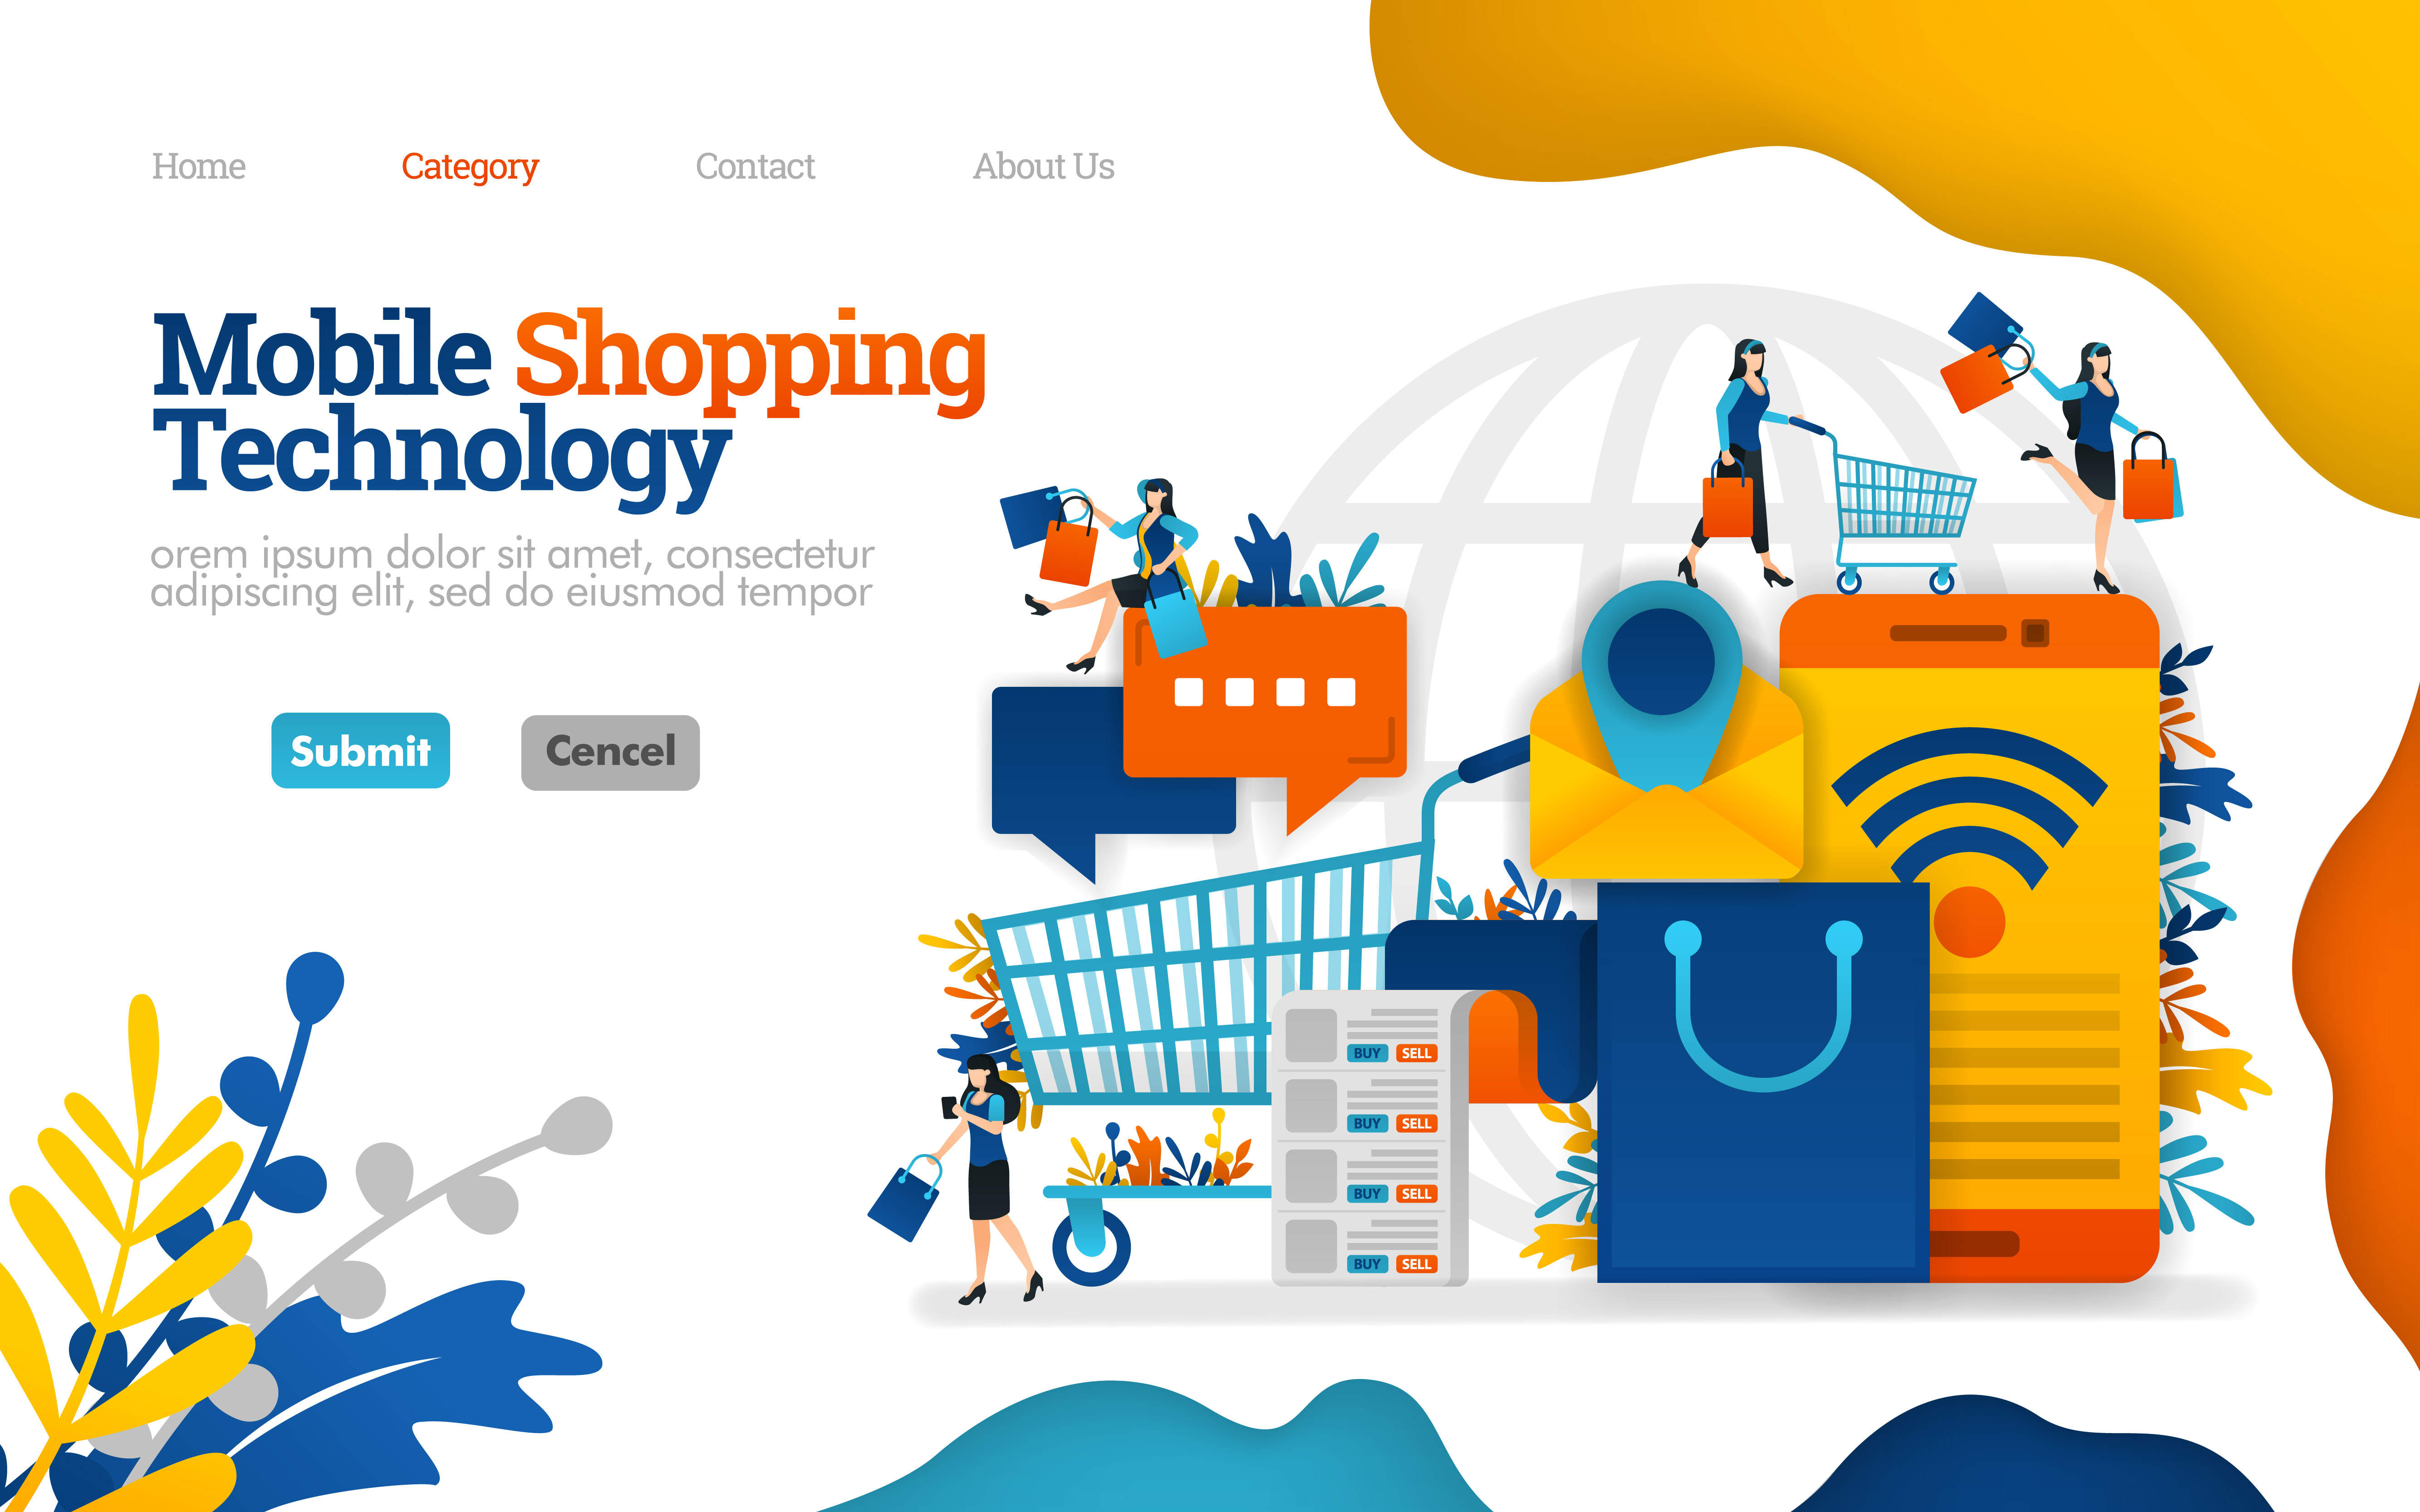 Home Category Contact About Us
Mobile Shopping
Technology
orem ipsum dolor sit amet, consectetur
adipiscing elit, sed do eiusmod tempor
Submit Cencel
BUY SELL
BUY SELL
BUY SELL
BUY SELL